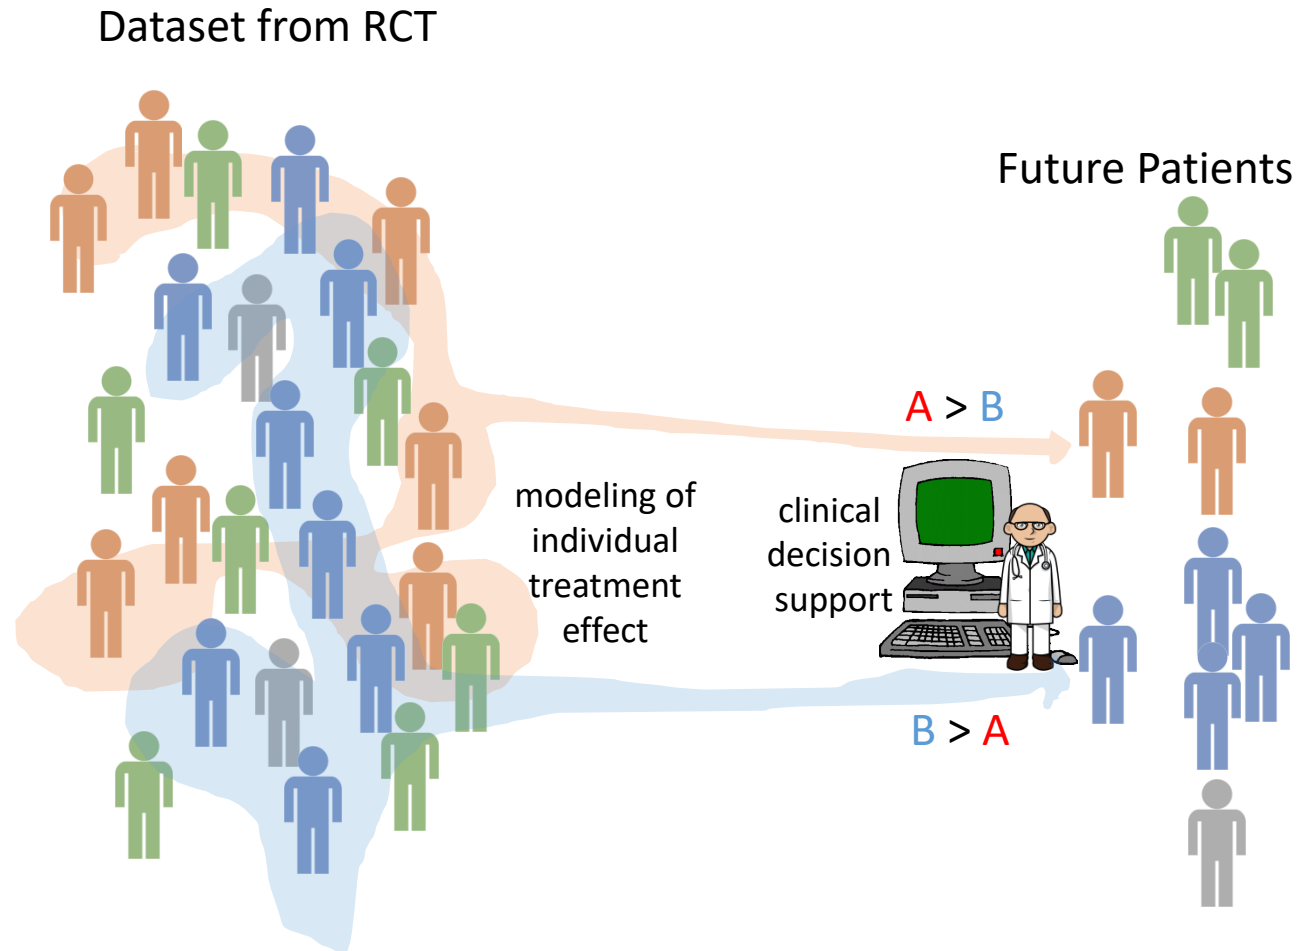 Dataset from RCT
Future Patients
A > B
modeling of
individual
treatment
effect
clinical
decision
support
B > A